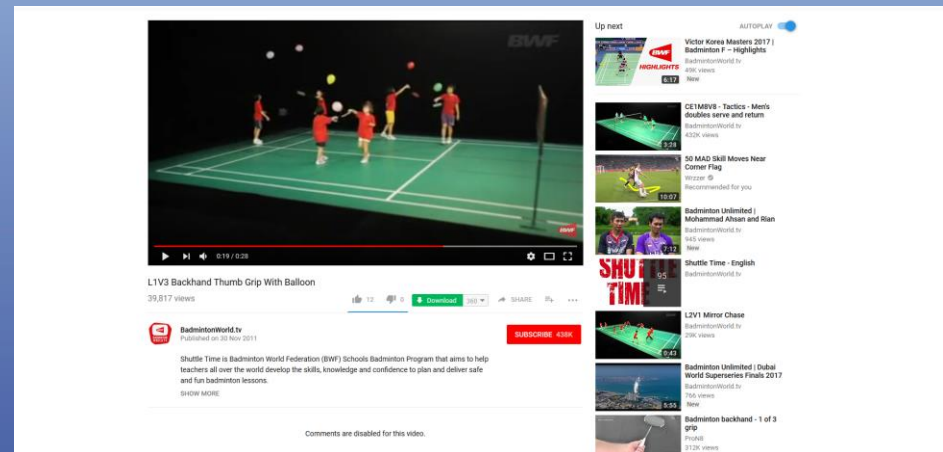 BWF
BWF
0:19 / 0:28
L1V3 Backhand Thumb Grip With Balloon
39,817 views
12
0
Download
360
SHARE
BadmintonWorld.tv
Published on 30 Nov 2011
SUBSCRIBE 438K
Shuttle Time is Badminton World Federation (BWF) Schools Badminton Program that aims to help
teachers all over the world develop the skills, knowledge and confidence to plan and deliver safe
and fun badminton lessons.
SHOW MORE
Comments are disabled for this video.
Up next
AUTOPLAY
BWF
HIGHLIGHTS
6:17
Victor Korea Masters 2017 |
Badminton F – Highlights
BadmintonWorld.tv
49K views
New
3:28
CE1M8V8 - Tactics - Men's
doubles serve and return
BadmintonWorld.tv
432K views
10:07
50 MAD Skill Moves Near
Corner Flag
Wrzzer
Recommended for you
7:12
Badminton Unlimited |
Mohammad Ahsan and Rian
BadmintonWorld.tv
945 views
New
SHUTTLE
TIME
95
Shuttle Time - English
BadmintonWorld.tv
0:43
L2V1 Mirror Chase
BadmintonWorld.tv
29K views
5:55
Badminton Unlimited | Dubai
World Superseries Finals 2017
BadmintonWorld.tv
766 views
New
Badminton backhand - 1 of 3
grip
ProN8
312K views